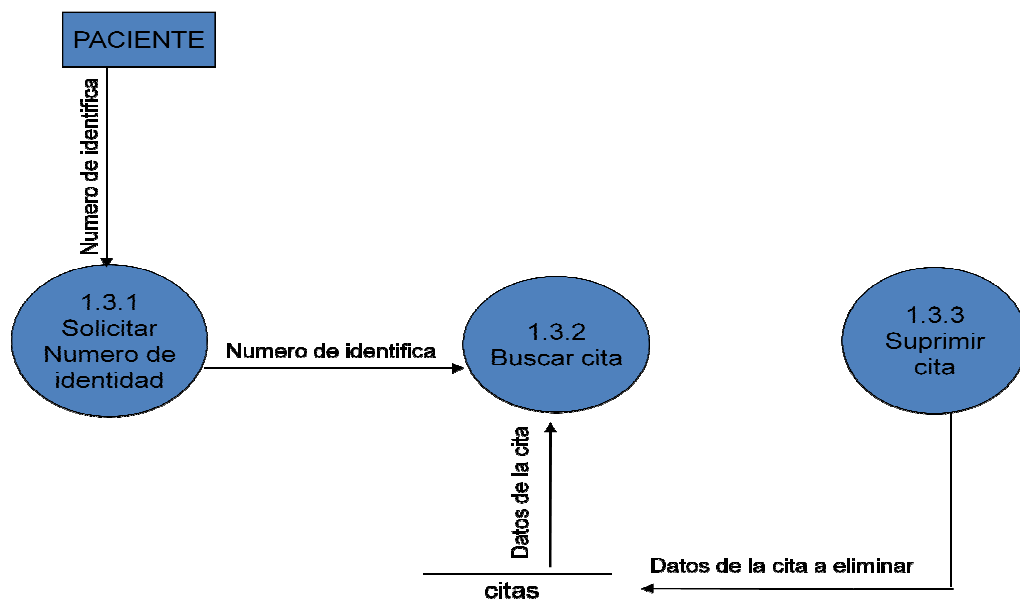 PACIENTE
Numero de identifica
1.3.1
Solicitar
Numero de
identidad
Numero de identifica
1.3.2
Buscar cita
1.3.3
Suprimir
cita
Datos de la cita
Datos de la cita a eliminar
citas